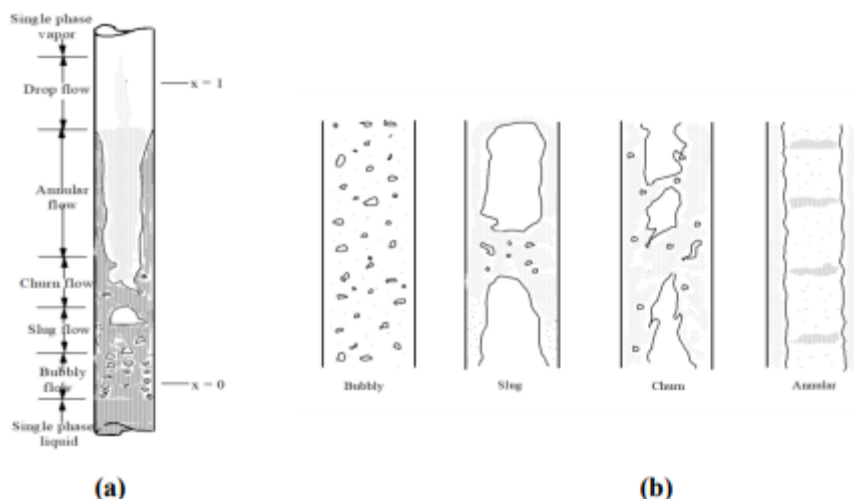 Single phase
vapor
Drop flow
x = 1
Annular
flow
Churn flow
Slug flow
Bubbly
flow
x = 0
Single phase
liquid
(a)
Bubbly
Slug
Churn
Annular
(b)